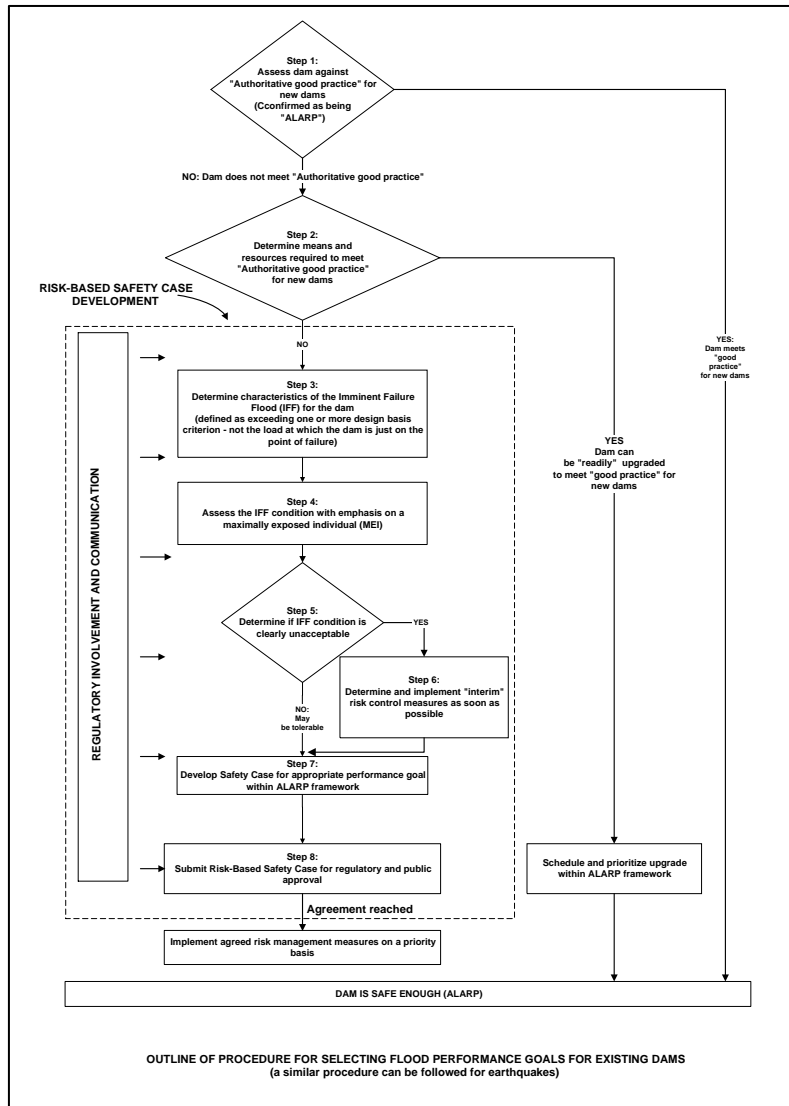 Step 1:
Assess dam against
"Authoritative good practice" for
new dams
(Cconfirmed as being
"ALARP")
NO: Dam does not meet "Authoritative good practice"
Step 2:
Determine means and
resources required to meet
"Authoritative good practice"
for new dams
RISK-BASED SAFETY CASE
DEVELOPMENT
YES:
Dam meets
"good
practice"
for new dams
NO
Step 3:
Determine characteristics of the Imminent Failure
Flood (IFF) for the dam
(defined as exceeding one or more design basis
criterion - not the load at which the dam is just on the
point of failure)
YES
Dam can
be "readily" upgraded
to meet "good practice" for
new dams
REGULATORY INVOLVEMENT AND COMMUNICATION
Step 4:
Assess the IFF condition with emphasis on a
maximally exposed individual (MEI)
Step 5:
Determine if IFF condition is
clearly unacceptable
YES
Step 6:
Determine and implement "interim"
risk control measures as soon as
possible
NO:
May
be tolerable
Step 7:
Develop Safety Case for appropriate performance goal
within ALARP framework
Step 8:
Submit Risk-Based Safety Case for regulatory and public
approval
Schedule and prioritize upgrade
within ALARP framework
Agreement reached
Implement agreed risk management measures on a priority
basis
DAM IS SAFE ENOUGH (ALARP)
OUTLINE OF PROCEDURE FOR SELECTING FLOOD PERFORMANCE GOALS FOR EXISTING DAMS
(a similar procedure can be followed for earthquakes)